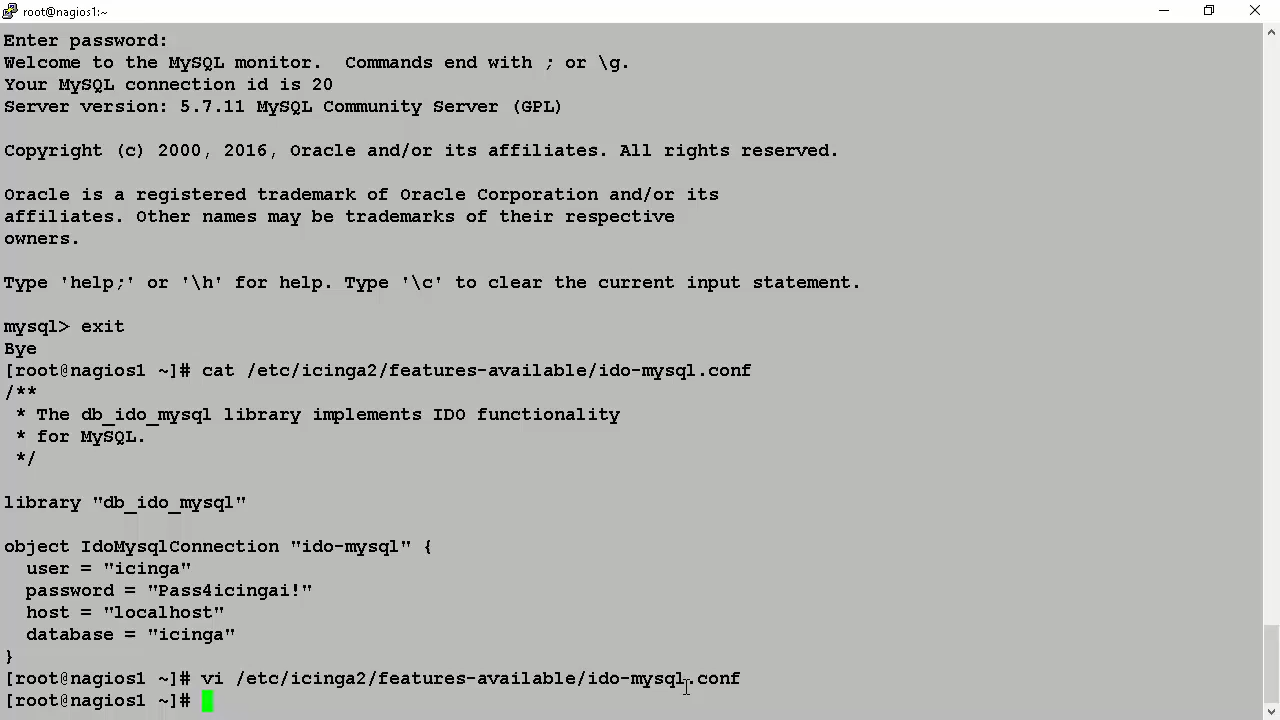 root@nagios1:~
Enter password:
Welcome to the MySQL monitor.  Commands end with ; or \g.
Your MySQL connection id is 20
Server version: 5.7.11 MySQL Community Server (GPL)
Copyright (c) 2000, 2016, Oracle and/or its affiliates. All rights reserved.
Oracle is a registered trademark of Oracle Corporation and/or its
affiliates. Other names may be trademarks of their respective
owners.
Type 'help;' or '\h' for help. Type '\c' to clear the current input statement.
mysql> exit
Bye
[root@nagios1 ~]# cat /etc/icinga2/features-available/ido-mysql.conf
/**
 * The db_ido_mysql library implements IDO functionality
 * for MySQL.
 */
library "db_ido_mysql"
object IdoMysqlConnection "ido-mysql" {
  user = "icinga"
  password = "Pass4icingai!"
  host = "localhost"
  database = "icinga"
}
[root@nagios1 ~]# vi /etc/icinga2/features-available/ido-mysql.conf
[root@nagios1 ~]#